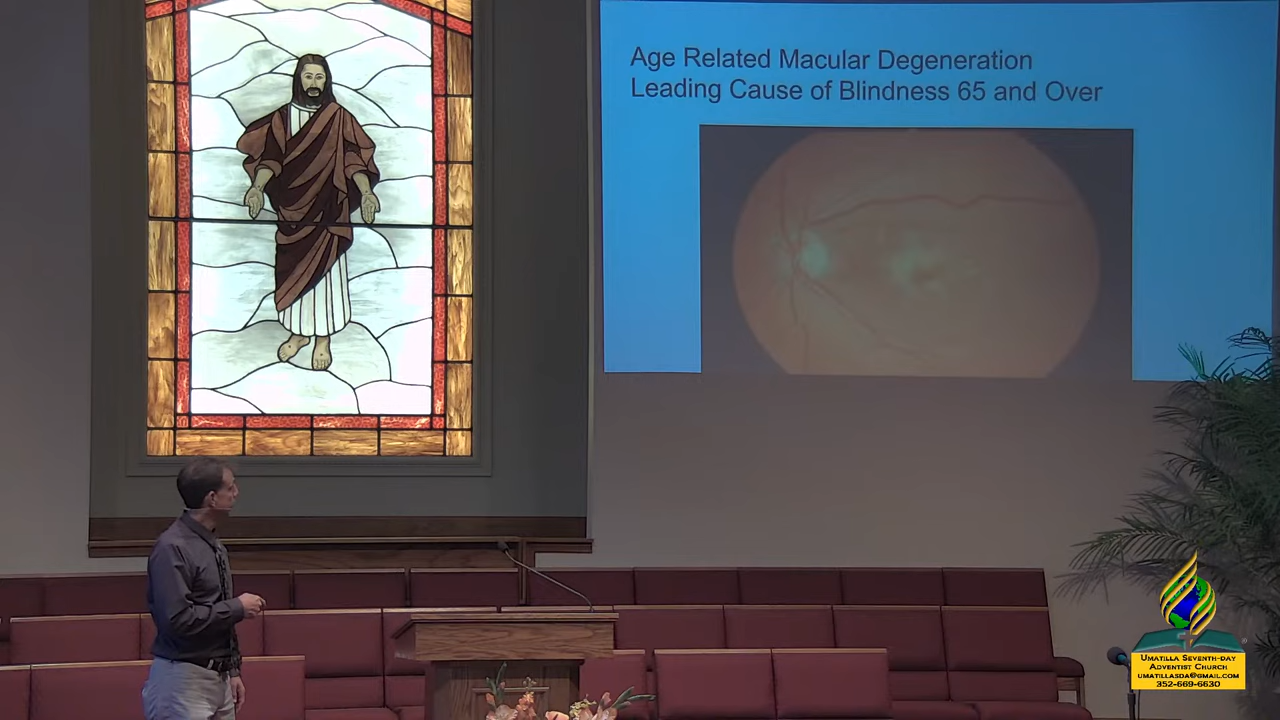 Age Related Macular Degeneration
Leading Cause of Blindness 65 and Over
Umatilla Seventh-day
Adventist Church
umatillasda@gmail.com
352-669-6630